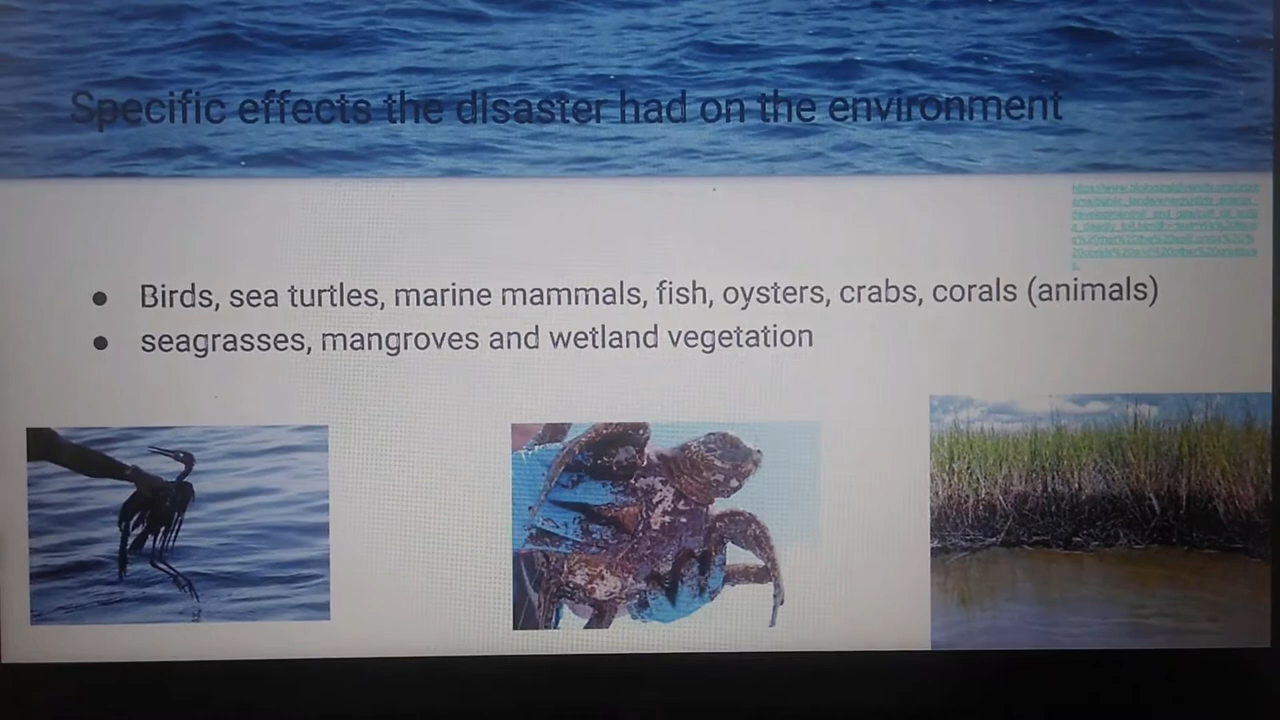 Specific effects the disaster had on the environment
Birds, sea turtles, marine mammals, fish, oysters, crabs, corals (animals)
seagrasses, mangroves and wetland vegetation